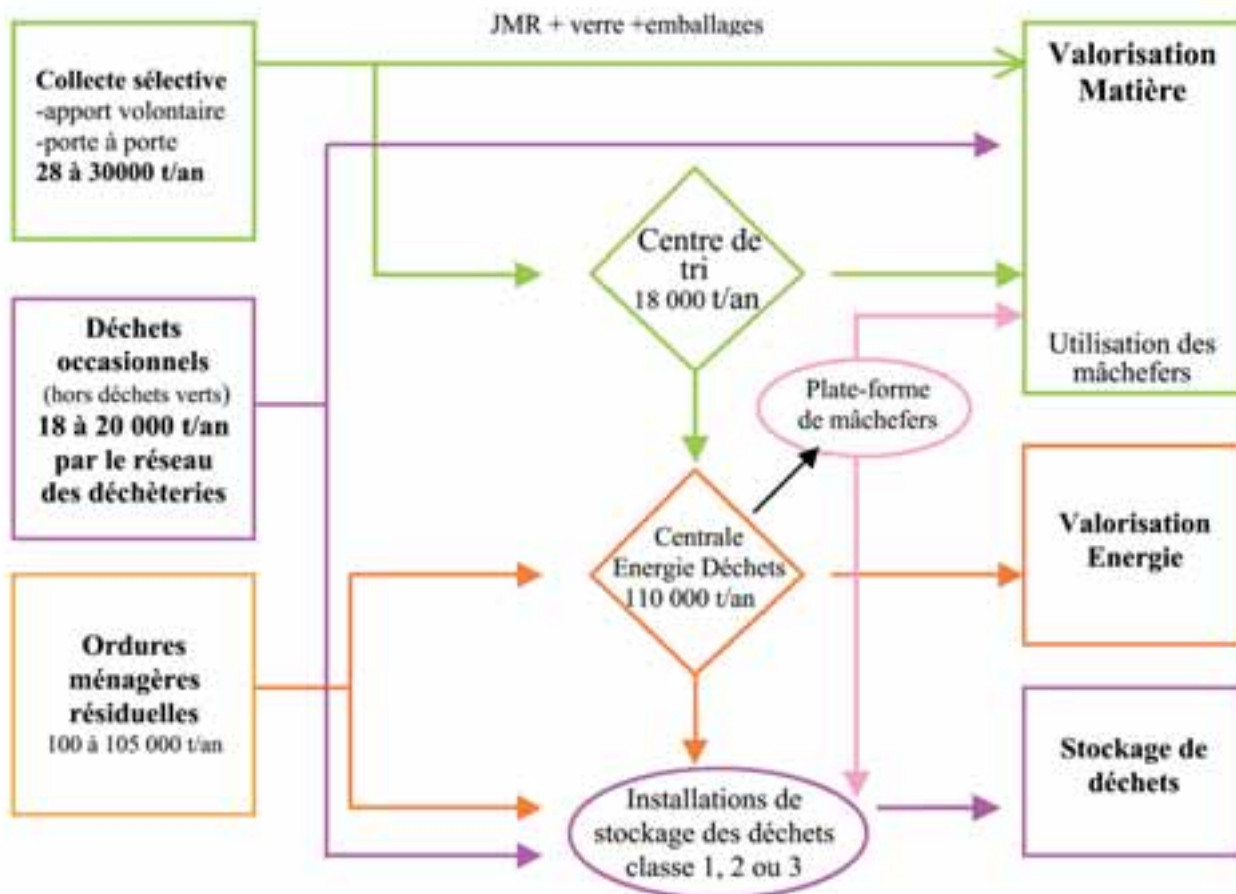 JMR + verre +emballages
Collecte sélective
-apport volontaire
-porte à porte
28 à 30000 t/an
Valorisation
Matière
Utilisation des
mâchefers
Centre de
tri
18 000 t/an
Déchets
occasionnels
(hors déchets verts)
18 à 20 000 t/an
par le réseau
des déchèteries
Plate-forme
de mâchefers
Centrale
Energie Déchets
110 000 t/an
Valorisation
Energie
Ordures
ménagères
résiduelles
100 à 105 000 t/an
Installations de
stockage des déchets
classe 1, 2 ou 3
Stockage de
déchets